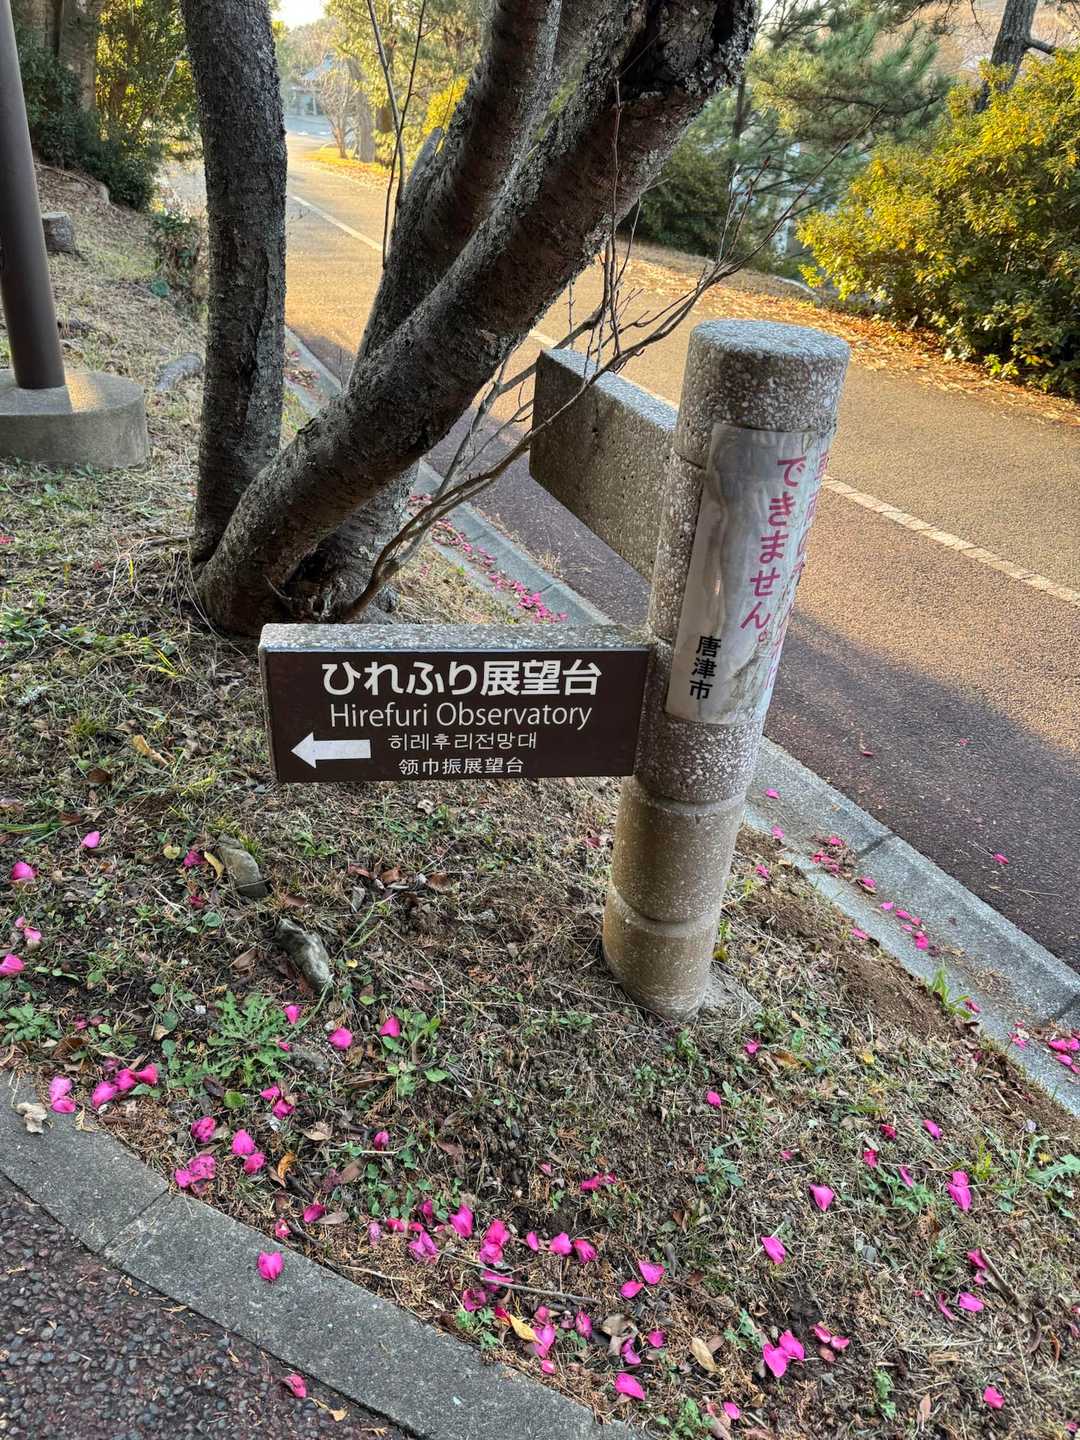 ひれふり展望台
Hirefuri Observatory
히레후리전망대
领巾振展望台
できません。
唐津市